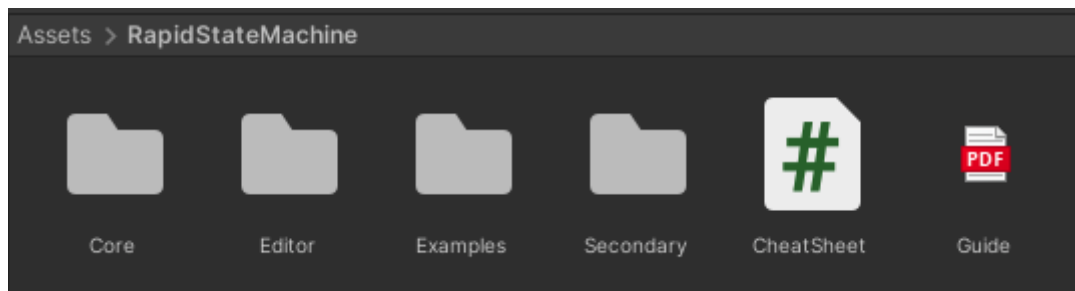 Assets > RapidStateMachine
#
PDF
Core Editor Examples Secondary CheatSheet Guide